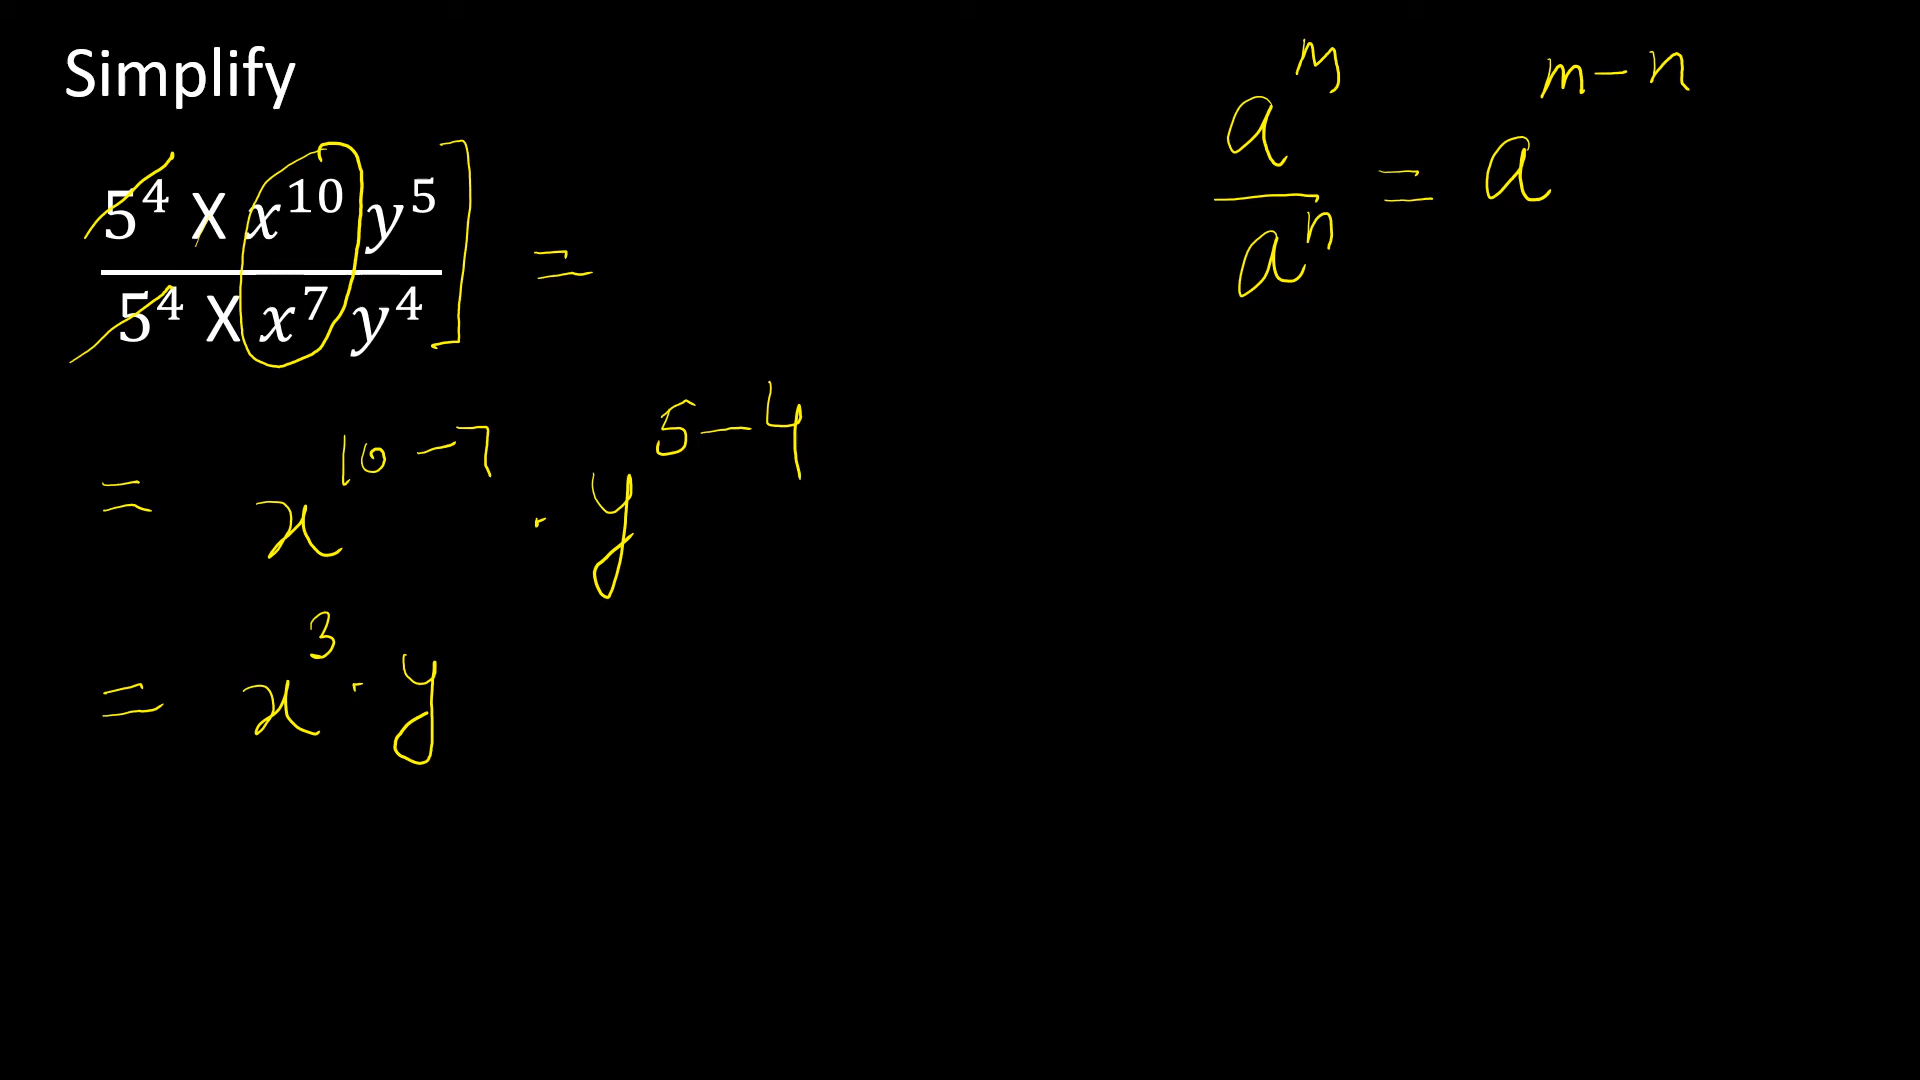 Simplify
5⁴ X x¹⁰ y⁵ / 5⁴ X x⁷ y⁴ ] =
= x¹⁰⁻⁷ · y⁵⁻⁴
= x³ · y
aᵐ / aⁿ = aᵐ⁻ⁿ